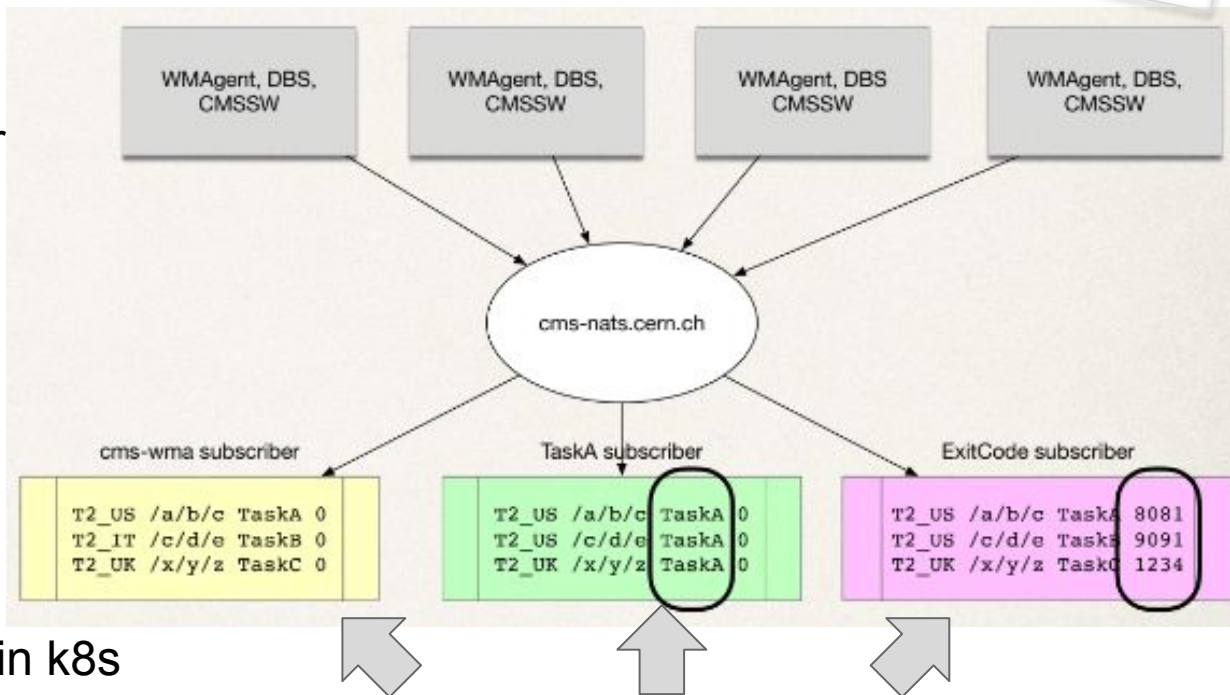 WMAgent, DBS,
CMSSW
WMAgent, DBS,
CMSSW
WMAgent, DBS
CMSSW
WMAgent, DBS,
CMSSW
cms-nats.cern.ch
cms-wma subscriber
T2_US /a/b/c TaskA 0
T2_IT /c/d/e TaskB 0
T2_UK /x/y/z TaskC 0
TaskA subscriber
T2_US /a/b/c TaskA 0
T2_US /c/d/e TaskA 0
T2_UK /x/y/z TaskA 0
ExitCode subscriber
T2_US /a/b/c TaskA 8081
T2_US /c/d/e TaskB 9091
T2_UK /x/y/z TaskC 1234
in k8s